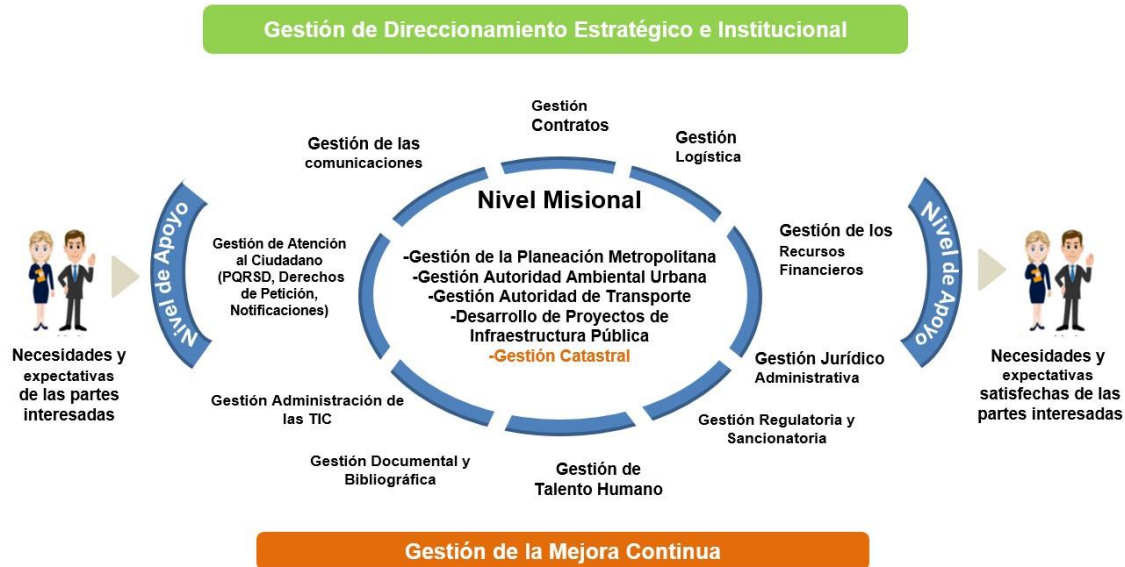 Gestión de Direccionamiento Estratégico e Institucional
Gestión
Contratos
Gestión de las
comunicaciones
Gestión
Logística
Nivel de Apoyo
Nivel Misional
Nivel de Apoyo
Gestión de Atención
al Ciudadano
(PQRSD, Derechos
de Petición,
Notificaciones)
-Gestión de la Planeación Metropolitana
-Gestión Autoridad Ambiental Urbana
-Gestión Autoridad de Transporte
-Desarrollo de Proyectos de
Infraestructura Pública
-Gestión Catastral
Gestión de los
Recursos
Financieros
Necesidades y
expectativas
de las partes
interesadas
Gestión Jurídico
Administrativa
Necesidades y
expectativas
satisfechas de las
partes interesadas
Gestión Administración de
las TIC
Gestión Regulatoria y
Sancionatoria
Gestión Documental y
Bibliográfica
Gestión de
Talento Humano
Gestión de la Mejora Continua